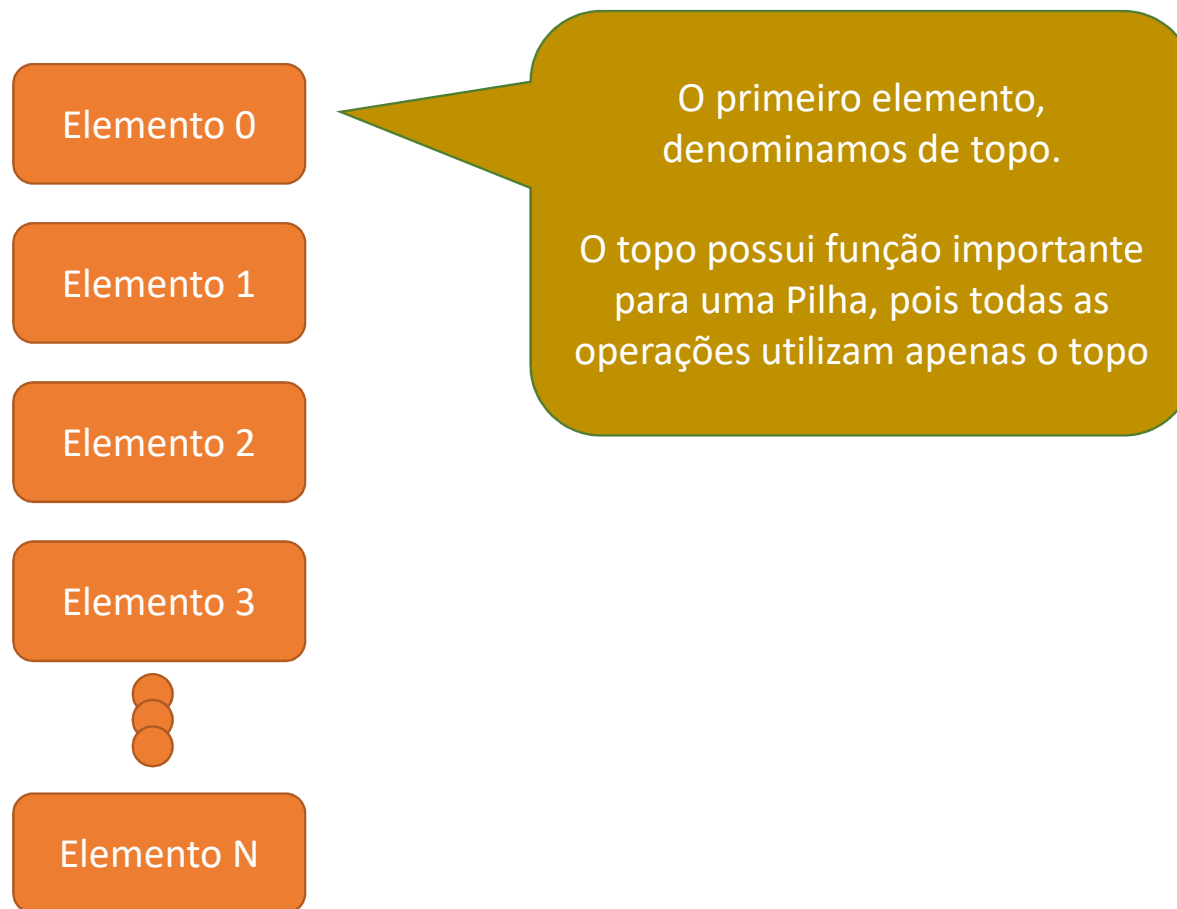 Elemento 0
O primeiro elemento,
denominamos de topo.
O topo possui função importante
para uma Pilha, pois todas as
operações utilizam apenas o topo
Elemento 1
Elemento 2
Elemento 3
Elemento N